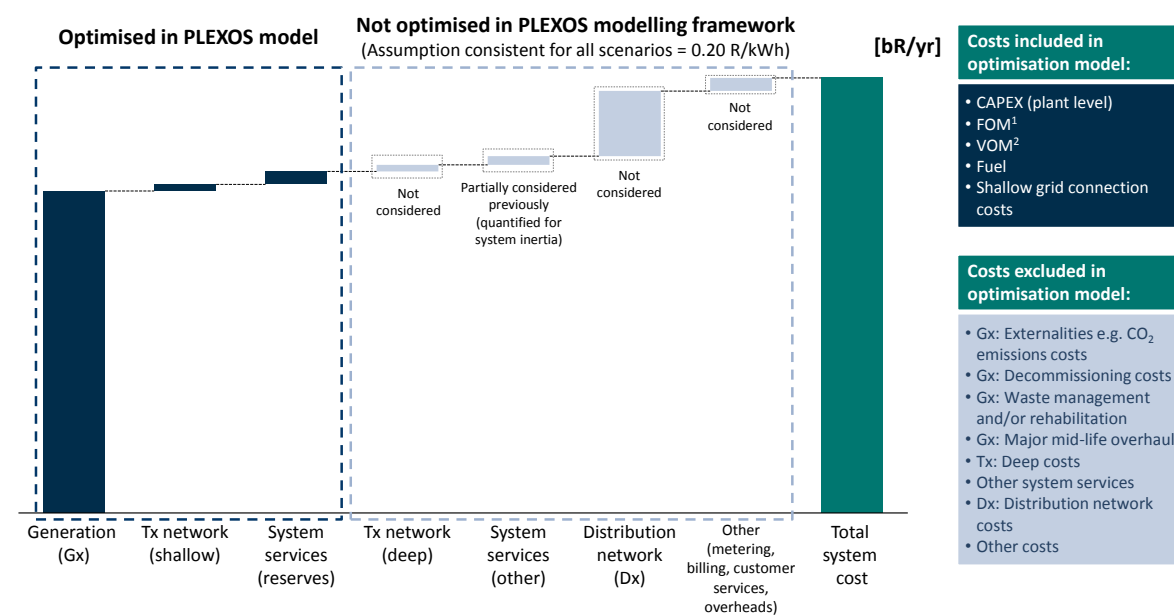 Optimised in PLEXOS model
Not optimised in PLEXOS modelling framework
(Assumption consistent for all scenarios = 0.20 R/kWh)
[bR/yr]
Not
considered
Partially considered
previously
(quantified for
system inertia)
Not
considered
Not
considered
Generation
(Gx)
Tx network
(shallow)
System
services
(reserves)
Tx network
(deep)
System
services
(other)
Distribution
network
(Dx)
Other
(metering,
billing, customer
services,
overheads)
Total
system
cost
Costs included in
optimisation model:
• CAPEX (plant level)
• FOM¹
• VOM²
• Fuel
• Shallow grid connection
costs
Costs excluded in
optimisation model:
• Gx: Externalities e.g. CO₂
emissions costs
• Gx: Decommissioning costs
• Gx: Waste management
and/or rehabilitation
• Gx: Major mid-life overhaul
• Tx: Deep costs
• Other system services
• Dx: Distribution network
costs
• Other costs